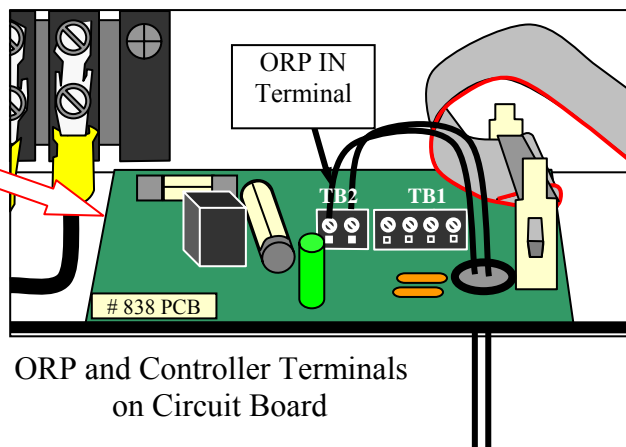 ORP IN
Terminal
TB2
TB1
# 838 PCB
ORP and Controller Terminals
on Circuit Board